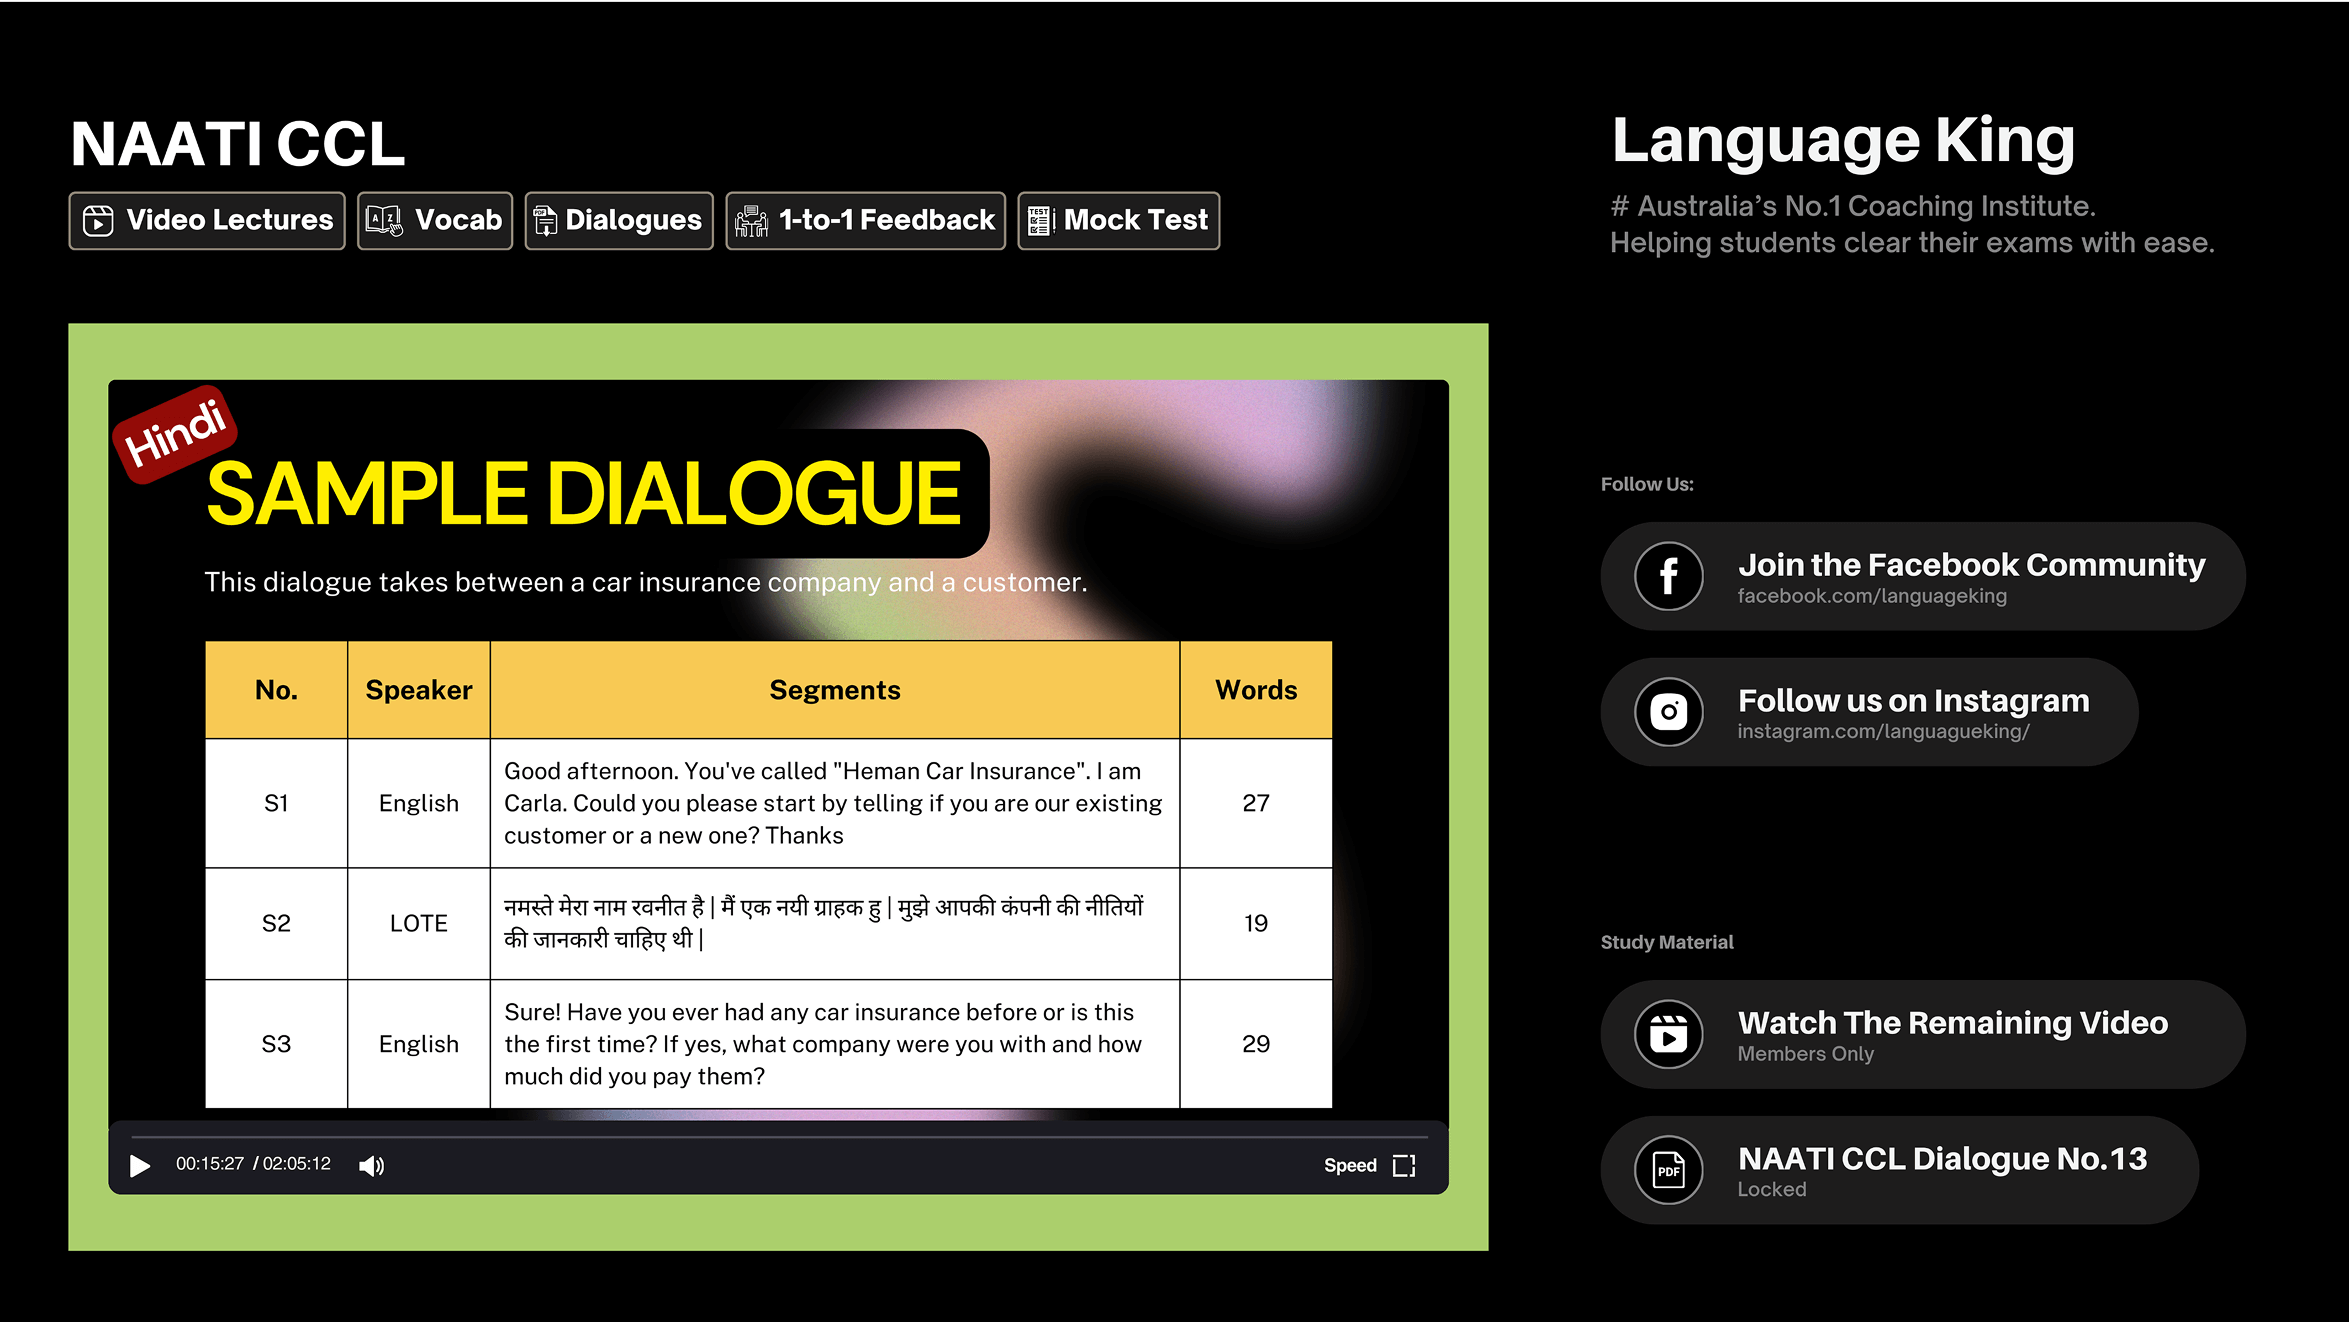 NAATI CCL
Video Lectures
Vocab
Dialogues
1-to-1 Feedback
Mock Test
Language King
# Australia's No.1 Coaching Institute.
Helping students clear their exams with ease.
Hindi
SAMPLE DIALOGUE
This dialogue takes between a car insurance company and a customer.
No. Speaker Segments Words
S1 English 27
Good afternoon. You've called "Heman Car Insurance". I am
Carla. Could you please start by telling if you are our existing
customer or a new one? Thanks
S2 LOTE 19
नमस्ते मेरा नाम रवनीत है | मैं एक नयी ग्राहक हु | मुझे आपकी कंपनी की नीतियों
की जानकारी चाहिए थी |
S3 English 29
Sure! Have you ever had any car insurance before or is this
the first time? If yes, what company were you with and how
much did you pay them?
00:15:27 / 02:05:12
Speed
Follow Us:
Join the Facebook Community
facebook.com/languageking
Follow us on Instagram
instagram.com/languagueking/
Study Material
Watch The Remaining Video
Members Only
PDF
NAATI CCL Dialogue No.13
Locked